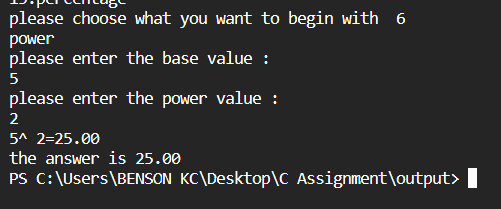 15.percentage
please choose what you want to begin with  6
power
please enter the base value :
5
please enter the power value :
2
5^ 2=25.00
the answer is 25.00
PS C:\Users\BENSON KC\Desktop\C Assignment\output>